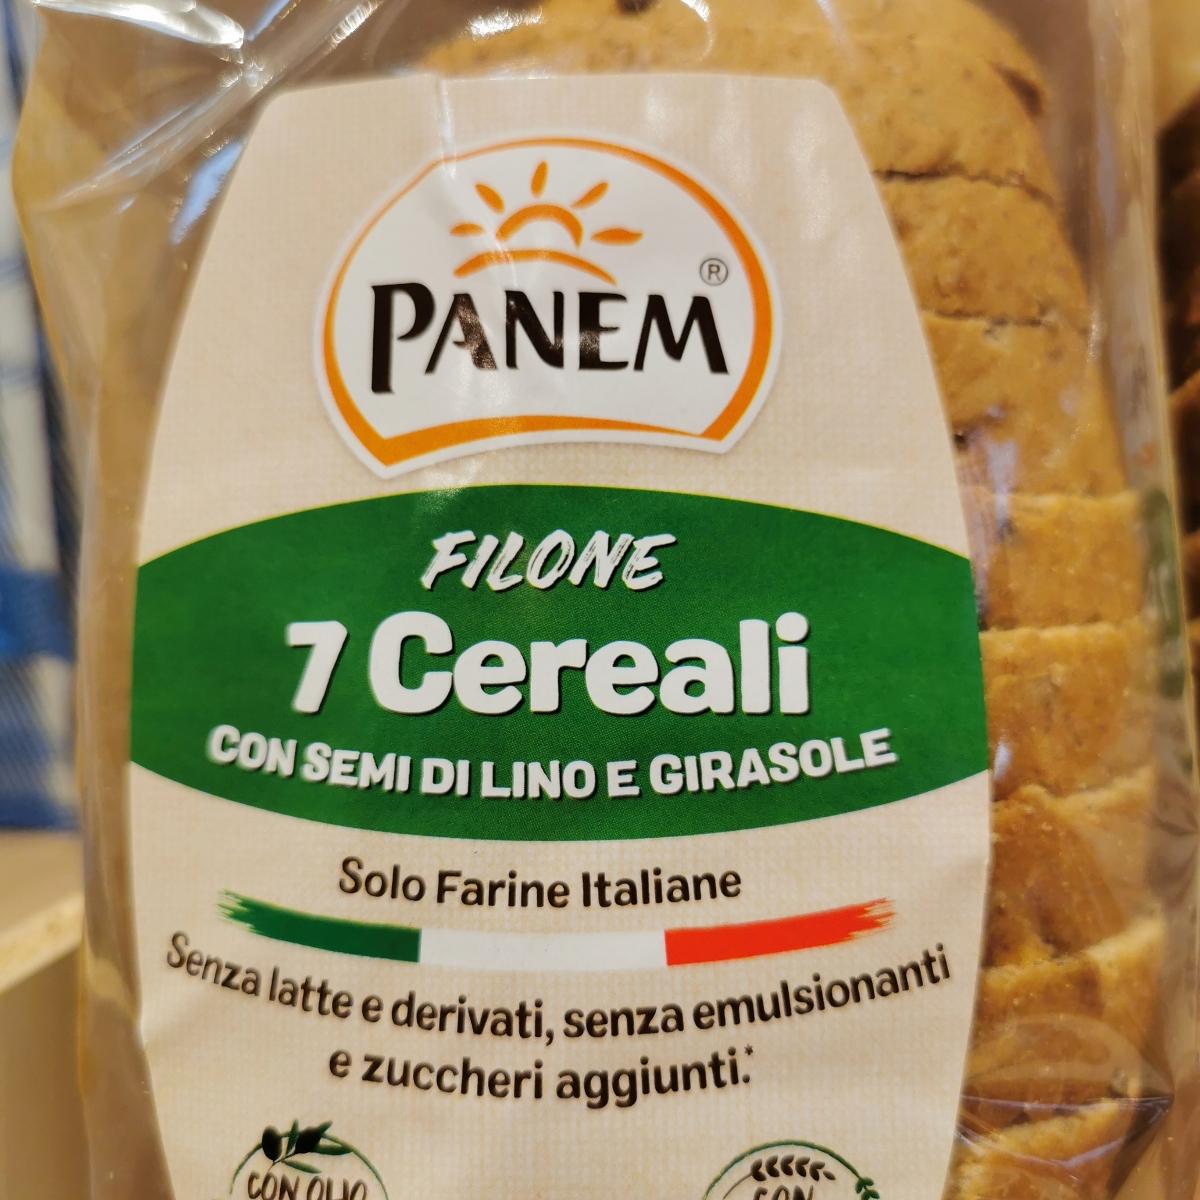 PANEM®
FILONE
7 Cereali
CON SEMI DI LINO E GIRASOLE
Solo Farine Italiane
Senza latte e derivati, senza emulsionanti
e zuccheri aggiunti.*
CON OLIO
CON